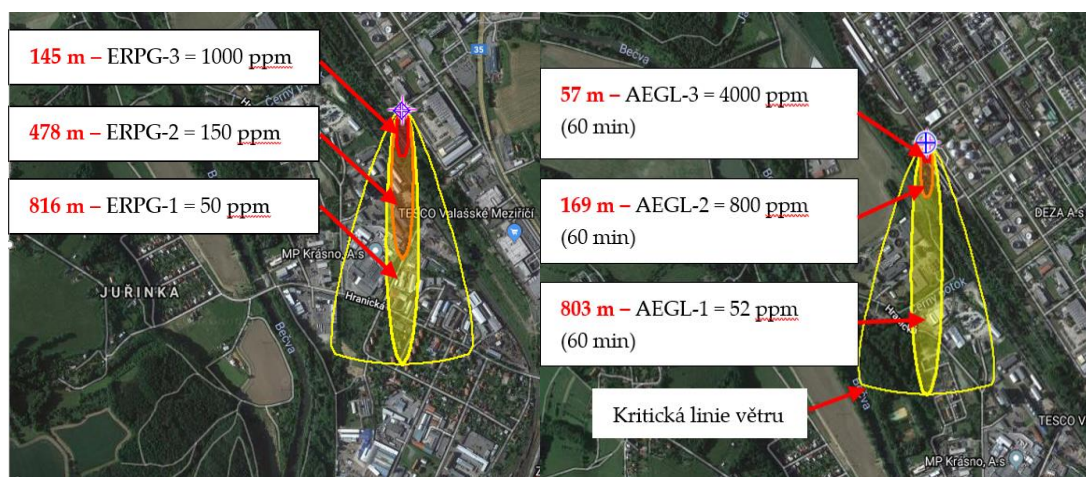 145 m – ERPG-3 = 1000 ppm
478 m – ERPG-2 = 150 ppm
816 m – ERPG-1 = 50 ppm
35
Bečva
TESCO Valašské Meziříčí
MP Krásno, A.s
JUŘINKA
Hranická
Bečva
57 m – AEGL-3 = 4000 ppm
(60 min)
169 m – AEGL-2 = 800 ppm
(60 min)
803 m – AEGL-1 = 52 ppm
(60 min)
Kritická linie větru
Bečva
DEZA A.s
Bečva
TESCO V
MP Krásno, A.s